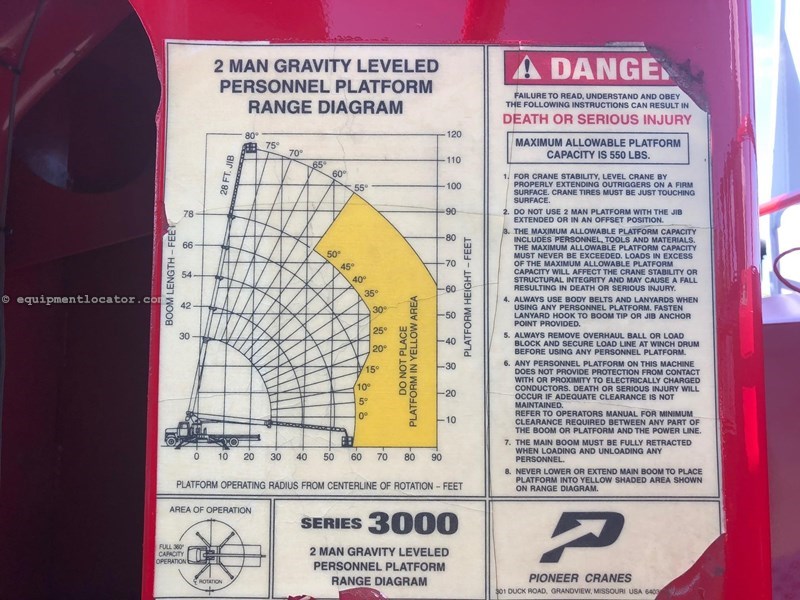 2 MAN GRAVITY LEVELED
PERSONNEL PLATFORM
RANGE DIAGRAM
80°
75°
70°
65°
60°
55°
50°
45°
40°
35°
30°
25°
20°
15°
10°
5°
0°
28 FT. JIB
BOOM LENGTH – FEET
78
66
54
42
30
120
110
100
90
80
70
60
50
40
30
20
10
PLATFORM HEIGHT – FEET
DO NOT PLACE
PLATFORM IN YELLOW AREA
0 10 20 30 40 50 60 70 80 90
PLATFORM OPERATING RADIUS FROM CENTERLINE OF ROTATION – FEET
DANGER
FAILURE TO READ, UNDERSTAND AND OBEY
THE FOLLOWING INSTRUCTIONS CAN RESULT IN
DEATH OR SERIOUS INJURY
MAXIMUM ALLOWABLE PLATFORM
CAPACITY IS 550 LBS.
1. FOR CRANE STABILITY, LEVEL CRANE BY
PROPERLY EXTENDING OUTRIGGERS ON A FIRM
SURFACE. CRANE TIRES MUST BE JUST TOUCHING
SURFACE.
2. DO NOT USE 2 MAN PLATFORM WITH THE JIB
EXTENDED OR IN AN OFFSET POSITION.
3. THE MAXIMUM ALLOWABLE PLATFORM CAPACITY
INCLUDES PERSONNEL, TOOLS AND MATERIALS.
THE MAXIMUM ALLOWABLE PLATFORM CAPACITY
MUST NEVER BE EXCEEDED. LOADS IN EXCESS
OF THE MAXIMUM ALLOWABLE PLATFORM
CAPACITY WILL AFFECT THE CRANE STABILITY OR
STRUCTURAL INTEGRITY AND MAY CAUSE A FALL
RESULTING IN DEATH OR SERIOUS INJURY.
4. ALWAYS USE BODY BELTS AND LANYARDS WHEN
USING ANY PERSONNEL PLATFORM. FASTEN
LANYARD HOOK TO BOOM TIP OR JIB ANCHOR
POINT PROVIDED.
5. ALWAYS REMOVE OVERHAUL BALL OR LOAD
BLOCK AND SECURE LOAD LINE AT WINCH DRUM
BEFORE USING ANY PERSONNEL PLATFORM.
6. ANY PERSONNEL PLATFORM ON THIS MACHINE
DOES NOT PROVIDE PROTECTION FROM CONTACT
WITH OR PROXIMITY TO ELECTRICALLY CHARGED
CONDUCTORS. DEATH OR SERIOUS INJURY WILL
OCCUR IF ADEQUATE CLEARANCE IS NOT
MAINTAINED.
REFER TO OPERATORS MANUAL FOR MINIMUM
CLEARANCE REQUIRED BETWEEN ANY PART OF
THE BOOM OR PLATFORM AND THE POWER LINE.
7. THE MAIN BOOM MUST BE FULLY RETRACTED
WHEN LOADING AND UNLOADING ANY
PERSONNEL.
8. NEVER LOWER OR EXTEND MAIN BOOM TO PLACE
PLATFORM INTO YELLOW SHADED AREA SHOWN
ON RANGE DIAGRAM.
AREA OF OPERATION
FULL 360°
CAPACITY
OPERATION
ROTATION
SERIES 3000
2 MAN GRAVITY LEVELED
PERSONNEL PLATFORM
RANGE DIAGRAM
PIONEER CRANES
301 DUCK ROAD, GRANDVIEW, MISSOURI USA 6403
© equipmentlocator.com